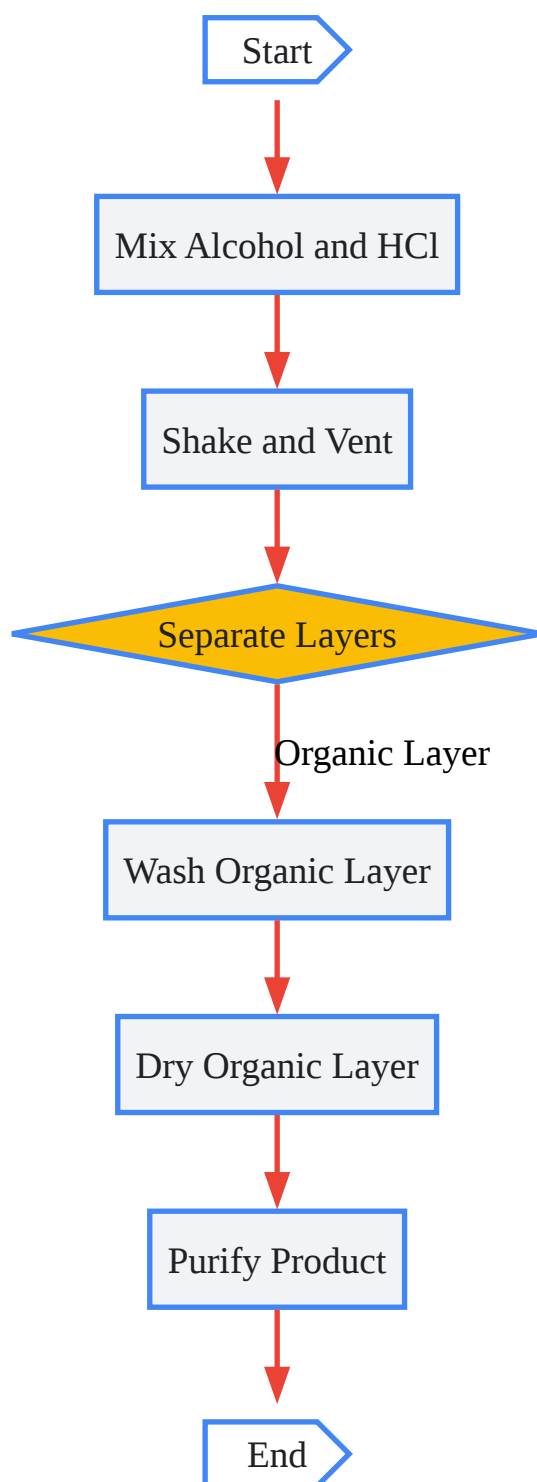 Start
Mix Alcohol and HCl
Shake and Vent
Separate Layers
Organic Layer
Wash Organic Layer
Dry Organic Layer
Purify Product
End